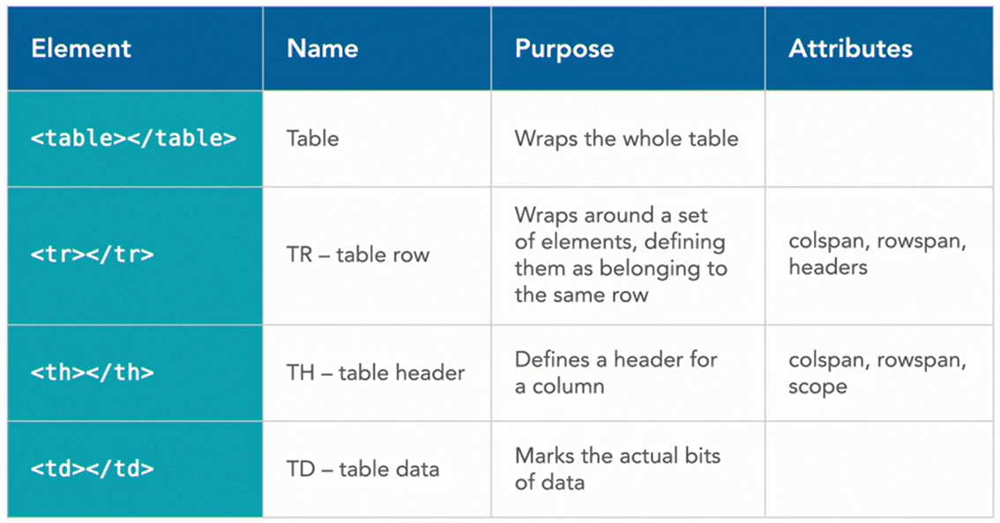 Element Name Purpose Attributes
<table></table> Table Wraps the whole table
<tr></tr> TR – table row Wraps around a set
of elements, defining
them as belonging to
the same row colspan, rowspan,
headers
<th></th> TH – table header Defines a header for
a column colspan, rowspan,
scope
<td></td> TD – table data Marks the actual bits
of data